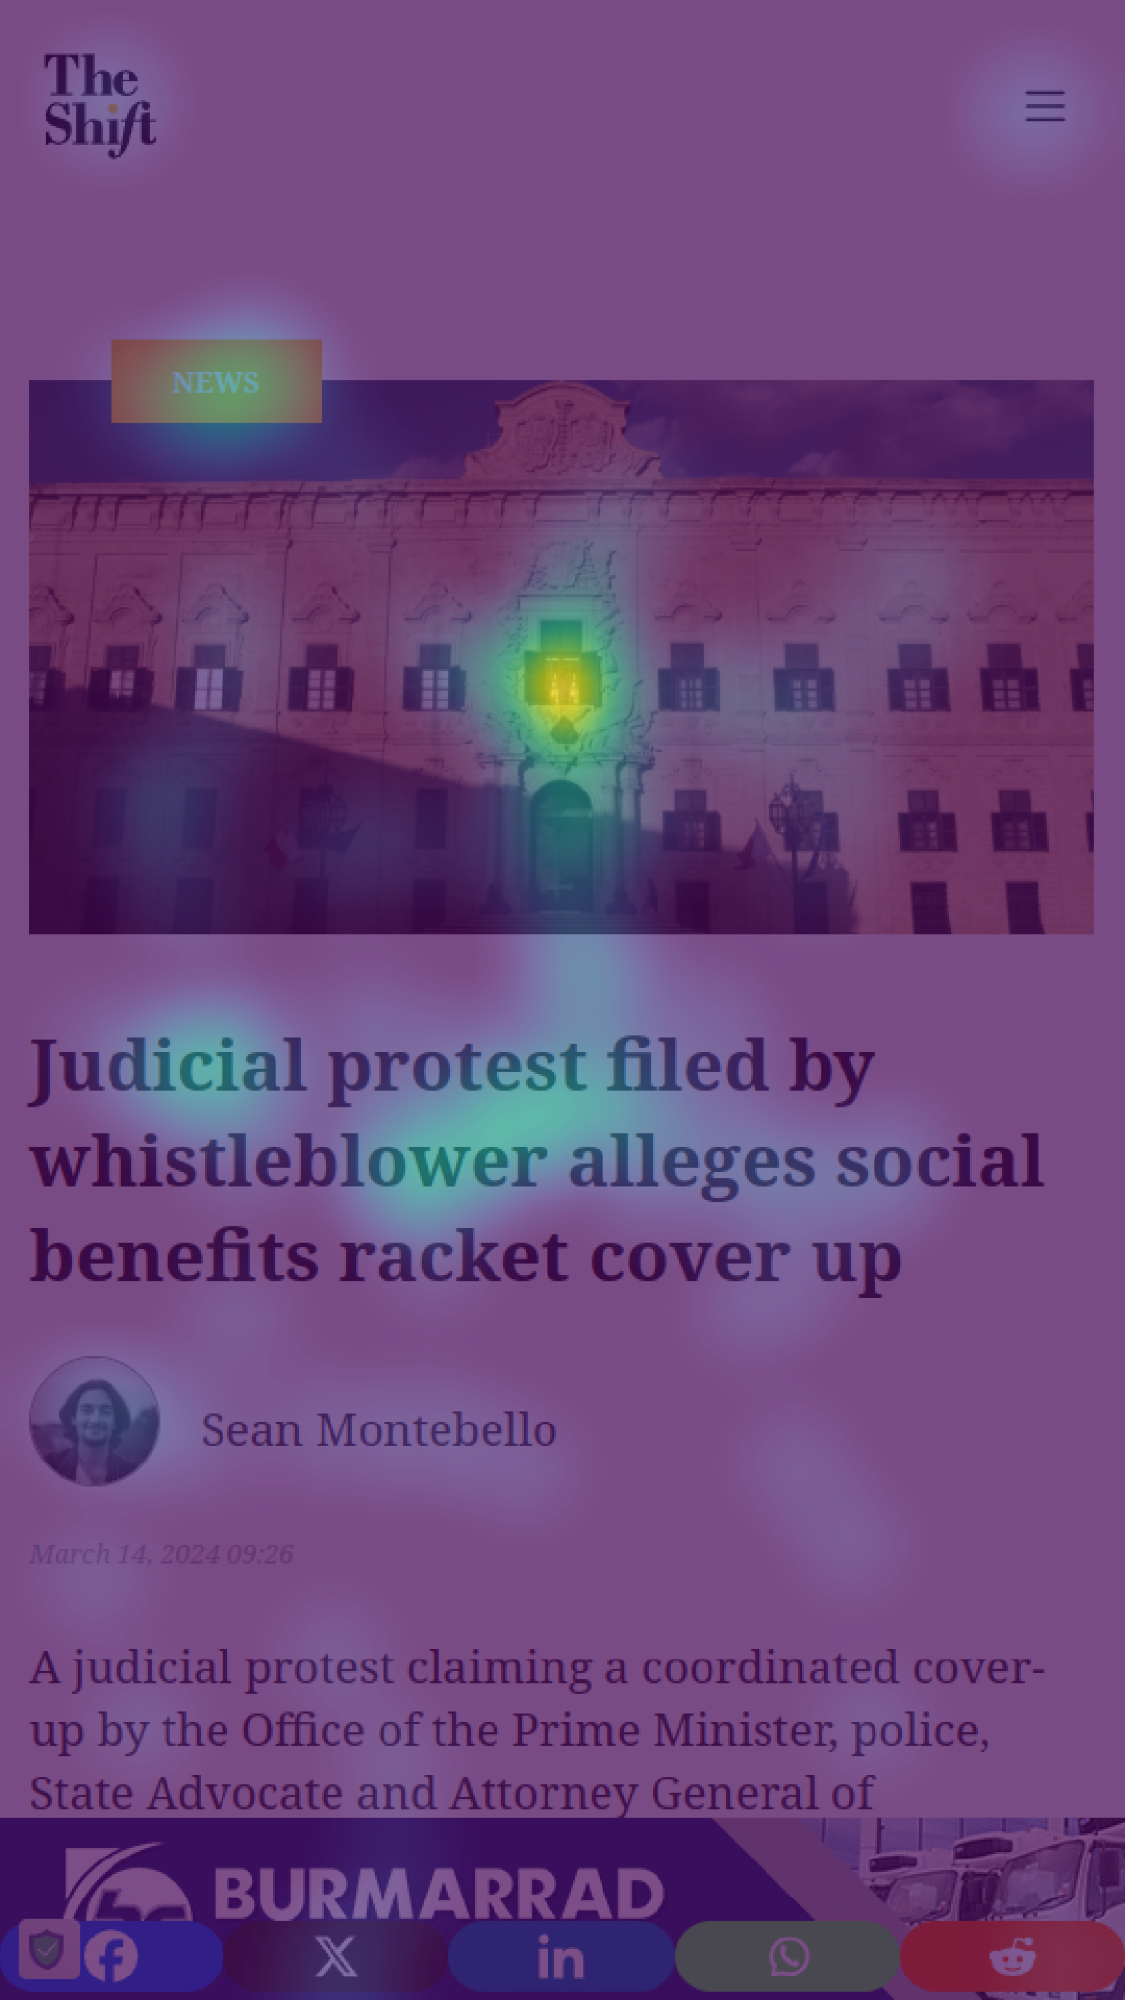 The
Shift
NEWS
Judicial protest filed by
whistleblower alleges social
benefits racket cover up
Sean Montebello
March 14, 2024 09:26
A judicial protest claiming a coordinated cover-
up by the Office of the Prime Minister, police,
State Advocate and Attorney General of
BURMARRAD